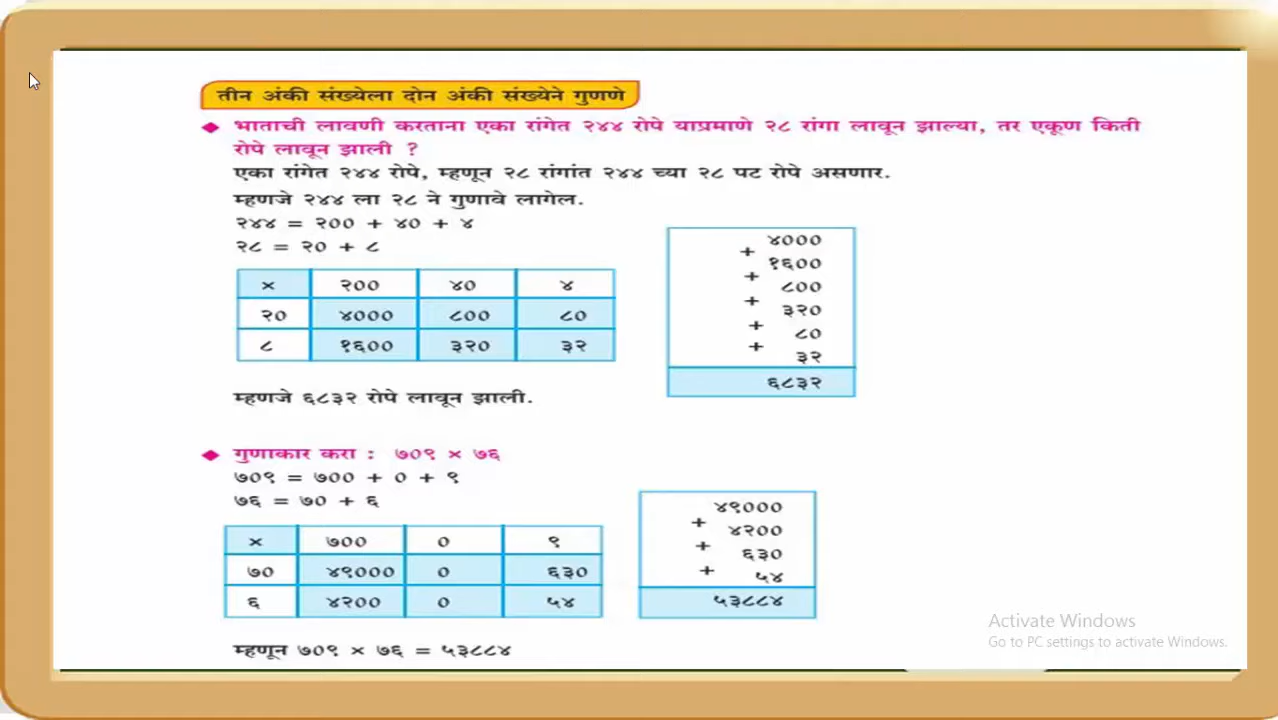 तीन अंकी संख्येला दोन अंकी संख्येने गुणणे
भाताची लावणी करताना एका रांगेत २४४ रोपे याप्रमाणे २८ रांगा लावून झाल्या, तर एकूण किती
रोपे लावून झाली ?
एका रांगेत २४४ रोपे, म्हणून २८ रांगांत २४४ च्या २८ पट रोपे असणार.
म्हणजे २४४ ला २८ ने गुणावे लागेल.
२४४ = २०० + ४० + ४
२८ = २० + ८
× २०० ४० ४
२० ४००० ८०० ८०
८ १६०० ३२० ३२
४०००
+ १६००
+ ८००
+ ३२०
+ ८०
+ ३२
६८३२
म्हणजे ६८३२ रोपे लावून झाली.
गुणाकार करा : ७०९ × ७६
७०९ = ७०० + ० + ९
७६ = ७० + ६
× ७०० ० ९
७० ४९००० ० ६३०
६ ४२०० ० ५४
४९०००
+ ४२००
+ ६३०
+ ५४
५३८८४
म्हणून ७०९ × ७६ = ५३८८४
Activate Windows
Go to PC settings to activate Windows.